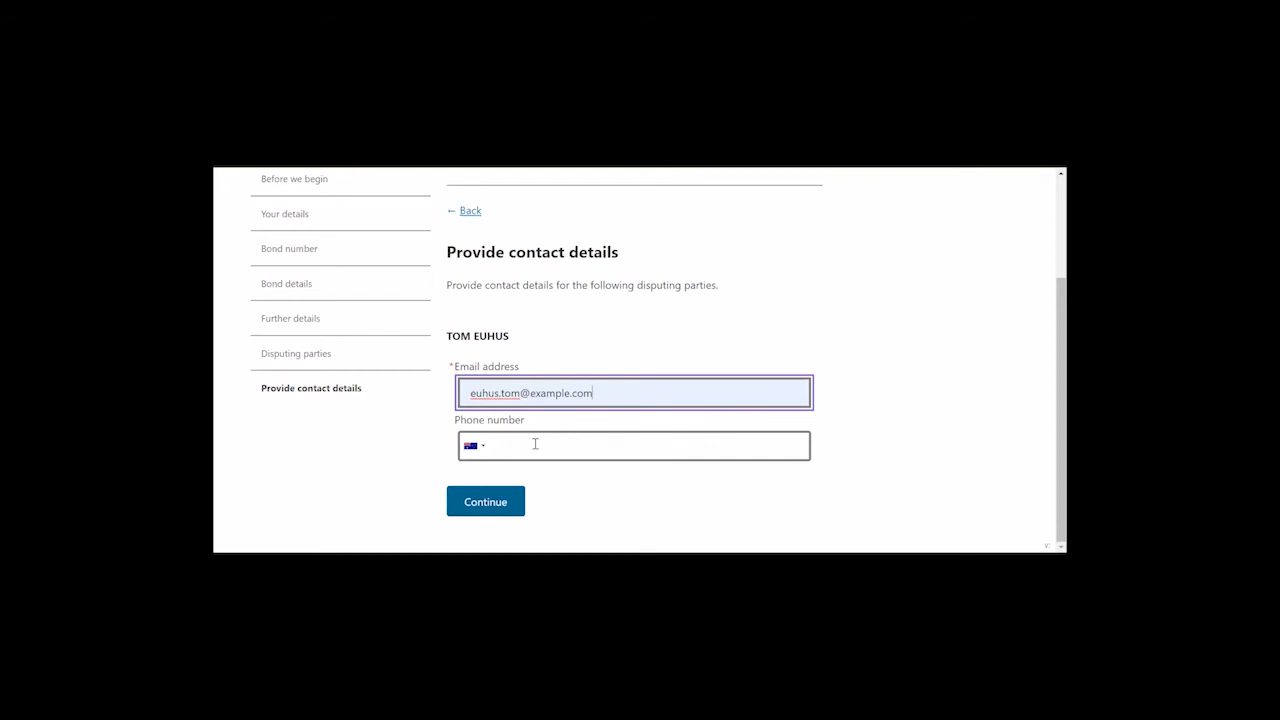 Before we begin
Your details
Bond number
Bond details
Further details
Disputing parties
Provide contact details
← Back
Provide contact details
Provide contact details for the following disputing parties.
TOM EUHUS
*Email address
euhus.tom@example.com
Phone number
Continue
v: